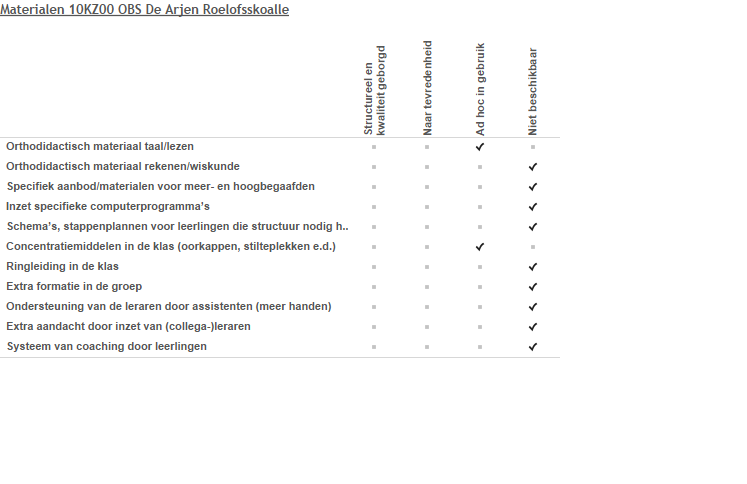 Materialen 10KZ00 OBS De Arjen Roelofsskoalle
Structureel en
kwaliteit geborgd
Naar tevredenheid
Ad hoc in gebruik
Niet beschikbaar
Orthodidactisch materiaal taal/lezen
Orthodidactisch materiaal rekenen/wiskunde
Specifiek aanbod/materialen voor meer- en hoogbegaafden
Inzet specifieke computerprogramma's
Schema's, stappenplannen voor leerlingen die structuur nodig h..
Concentratiemiddelen in de klas (oorkappen, stilteplekken e.d.)
Ringleiding in de klas
Extra formatie in de groep
Ondersteuning van de leraren door assistenten (meer handen)
Extra aandacht door inzet van (collega-)leraren
Systeem van coaching door leerlingen